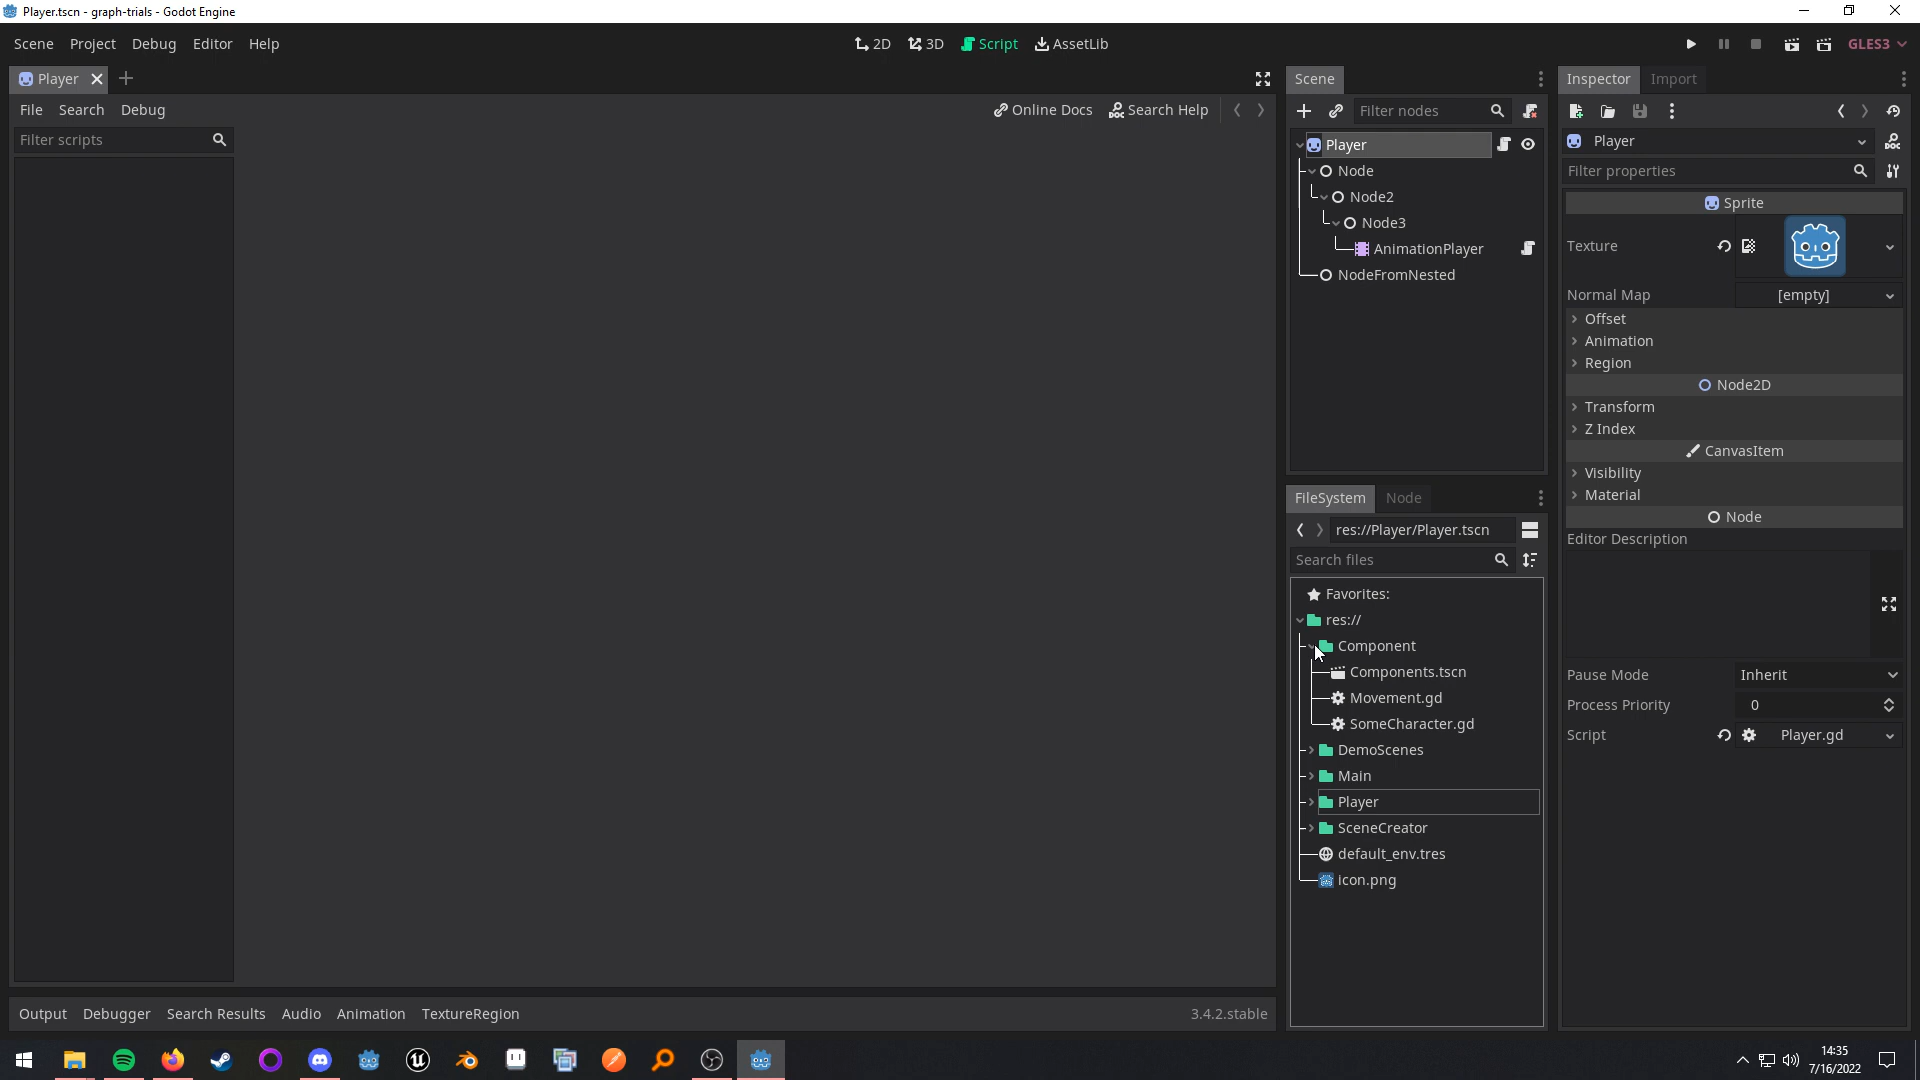 Player.tscn - graph-trials - Godot Engine
Scene Project Debug Editor Help
2D 3D Script AssetLib
GLES3
Player
File Search Debug
Online Docs Search Help
Filter scripts
Output Debugger Search Results Audio Animation TextureRegion
3.4.2.stable
Scene
Filter nodes
Player
Node
Node2
Node3
AnimationPlayer
NodeFromNested
FileSystem Node
res://Player/Player.tscn
Search files
Favorites:
res://
Component
Components.tscn
Movement.gd
SomeCharacter.gd
DemoScenes
Main
Player
SceneCreator
default_env.tres
icon.png
Inspector Import
Player
Filter properties
Sprite
Texture
Normal Map [empty]
Offset
Animation
Region
Node2D
Transform
Z Index
CanvasItem
Visibility
Material
Node
Editor Description
Pause Mode Inherit
Process Priority 0
Script Player.gd
14:35
7/16/2022